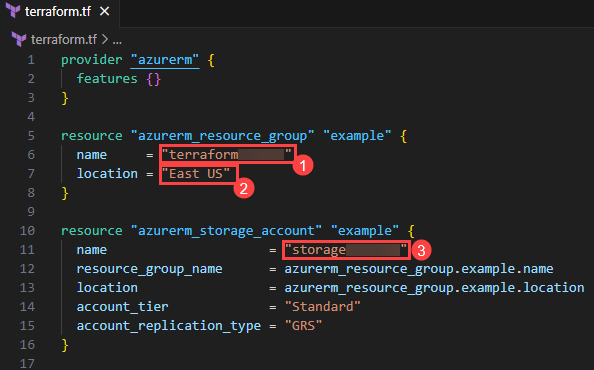 terraform.tf ×
terraform.tf > ...
1 provider "azurerm" {
2   features {}
3 }
4
5 resource "azurerm_resource_group" "example" {
6   name     = "terraform      "
7   location = "East US"
8 }
9
10 resource "azurerm_storage_account" "example" {
11   name                     = "storage       "
12   resource_group_name      = azurerm_resource_group.example.name
13   location                 = azurerm_resource_group.example.location
14   account_tier             = "Standard"
15   account_replication_type = "GRS"
16 }
17
1
2
3